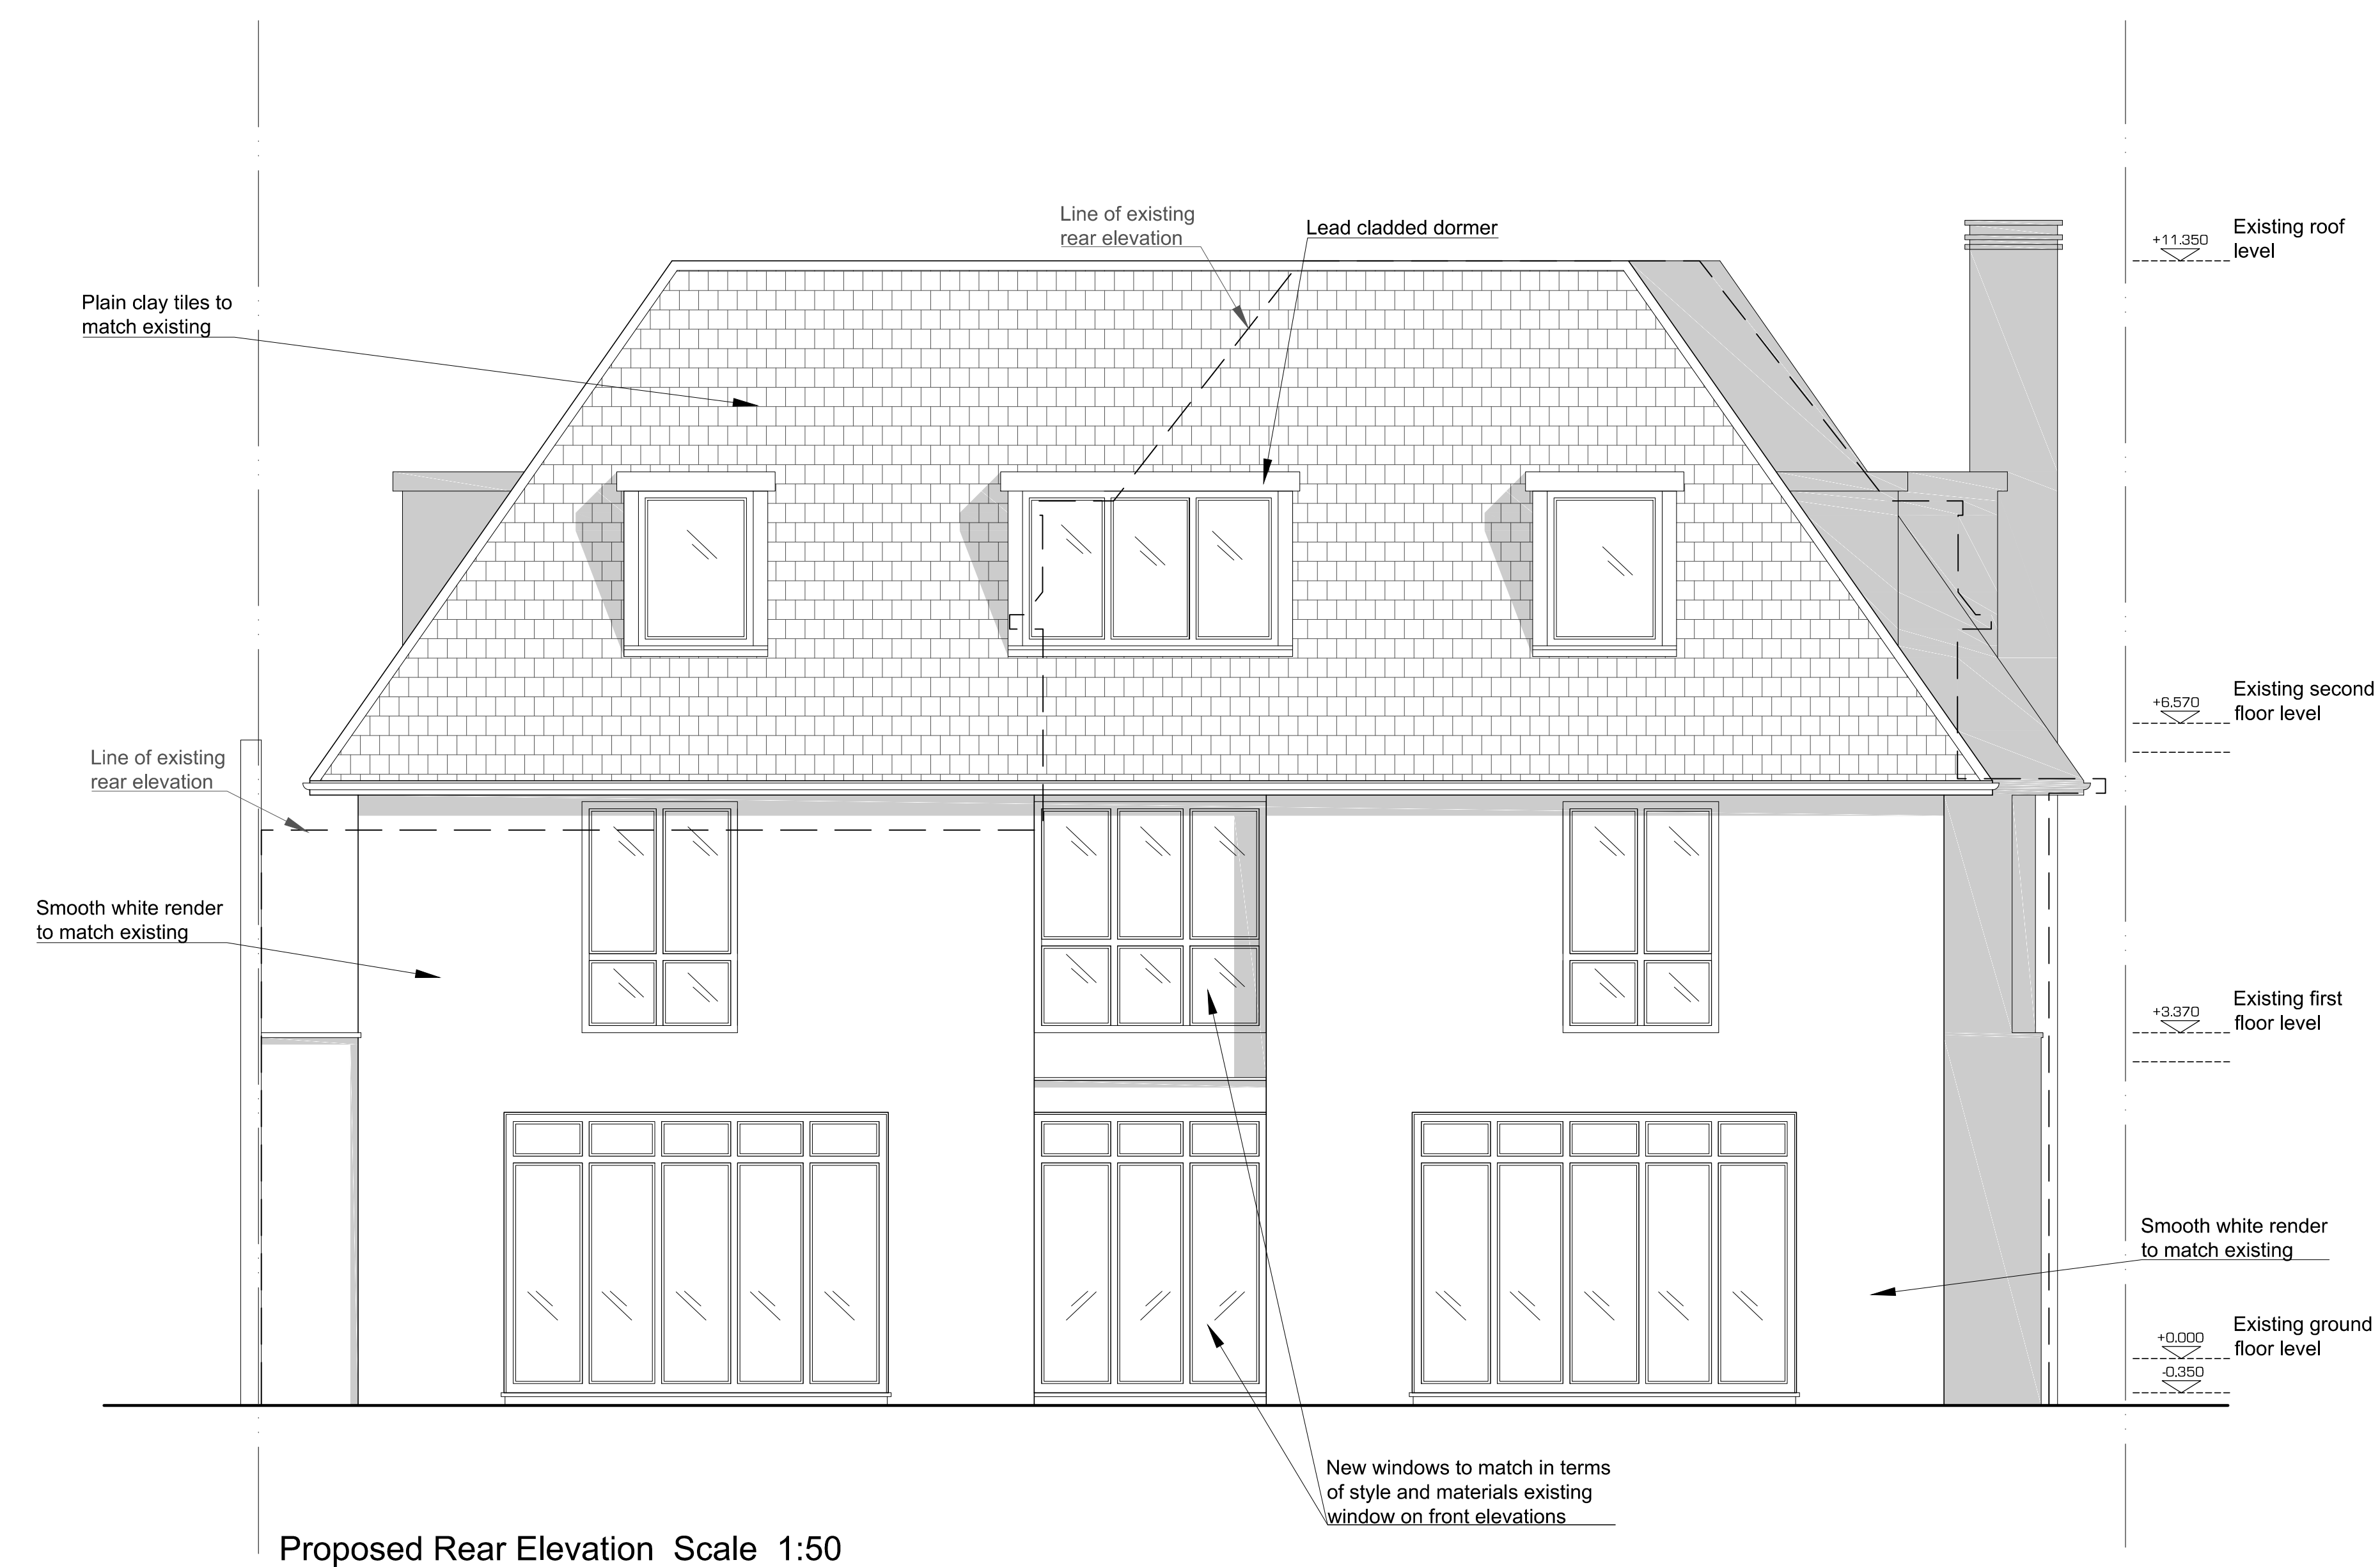 Line of existing
rear elevation
Lead cladded dormer
+11.350
Existing roof
level
Plain clay tiles to
match existing
+6.570
Existing second
floor level
Line of existing
rear elevation
Smooth white render
to match existing
+3.370
Existing first
floor level
Smooth white render
to match existing
+0.000
Existing ground
floor level
-0.350
New windows to match in terms
of style and materials existing
window on front elevations
Proposed Rear Elevation Scale 1:50